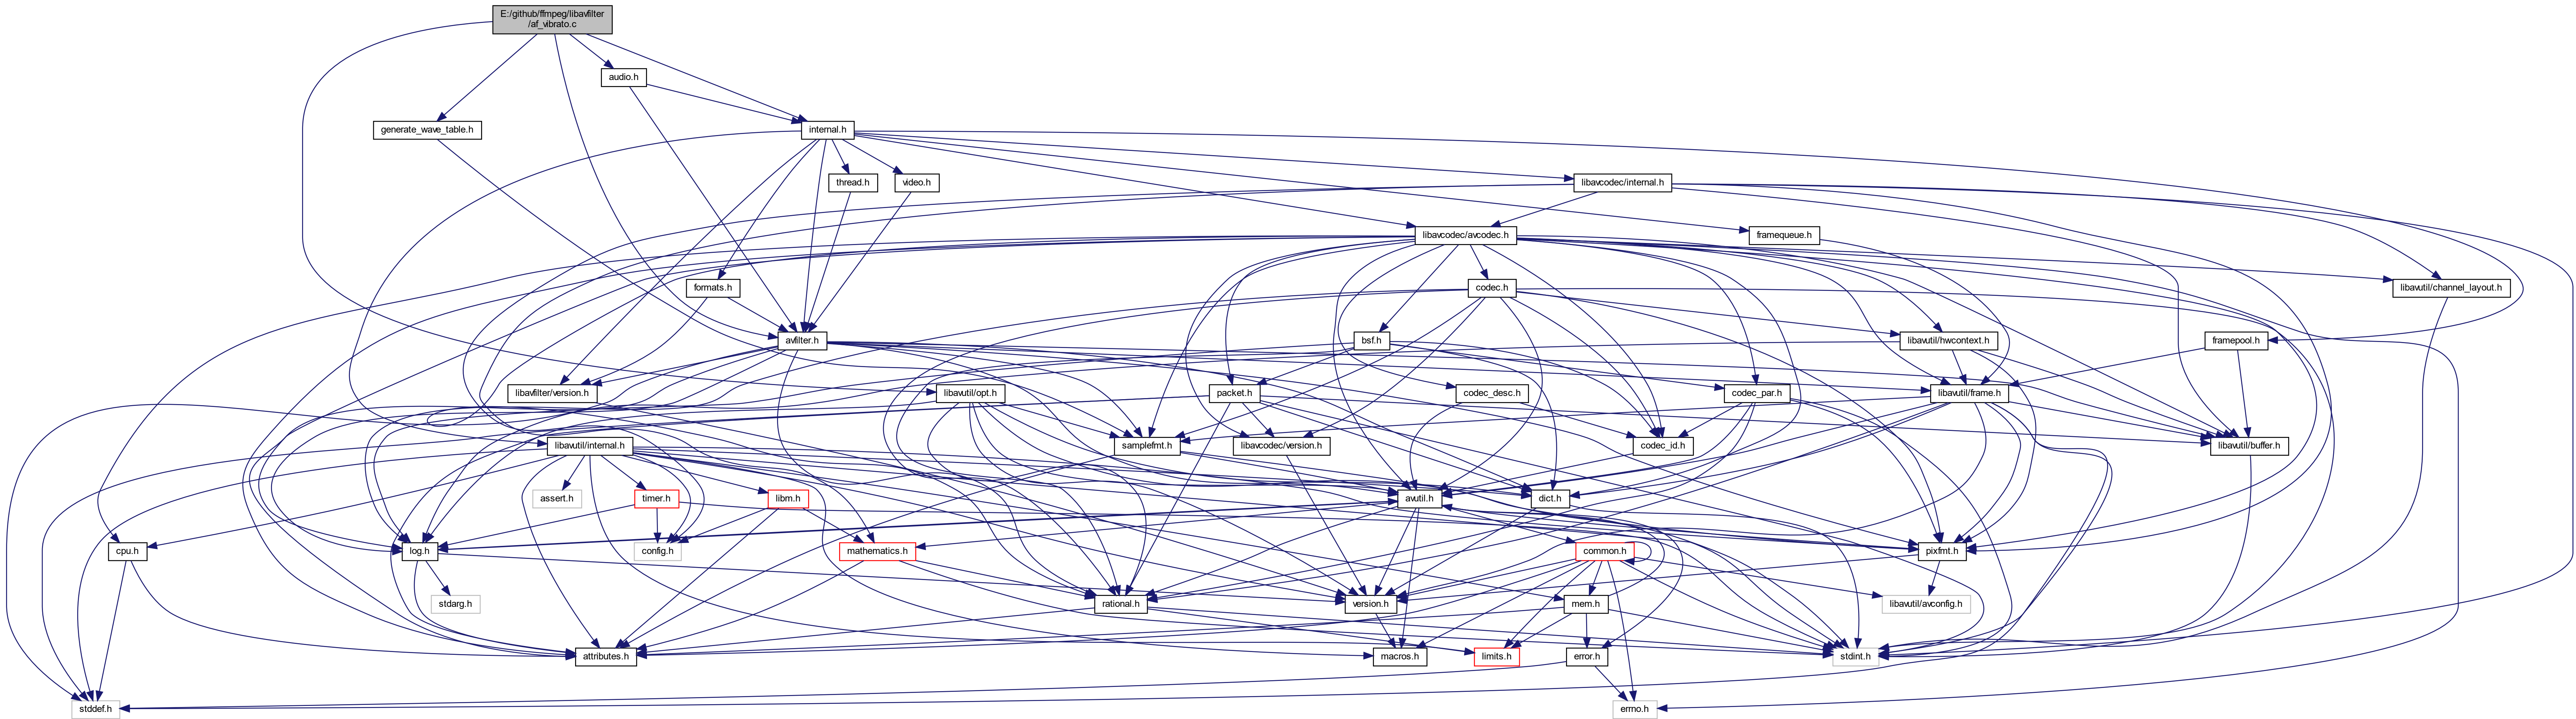 E:/github/ffmpeg/libavfilter
/af_vibrato.c
audio.h
generate_wave_table.h
internal.h
thread.h
video.h
libavcodec/internal.h
libavcodec/avcodec.h
framequeue.h
formats.h
codec.h
libavutil/channel_layout.h
avfilter.h
bsf.h
libavutil/hwcontext.h
framepool.h
libavfilter/version.h
libavutil/opt.h
packet.h
codec_desc.h
codec_par.h
libavutil/frame.h
libavutil/internal.h
samplefmt.h
libavcodec/version.h
codec_id.h
libavutil/buffer.h
assert.h
timer.h
libm.h
avutil.h
dict.h
cpu.h
log.h
config.h
mathematics.h
common.h
pixfmt.h
stdarg.h
rational.h
version.h
mem.h
libavutil/avconfig.h
attributes.h
macros.h
limits.h
error.h
stdint.h
stddef.h
errno.h